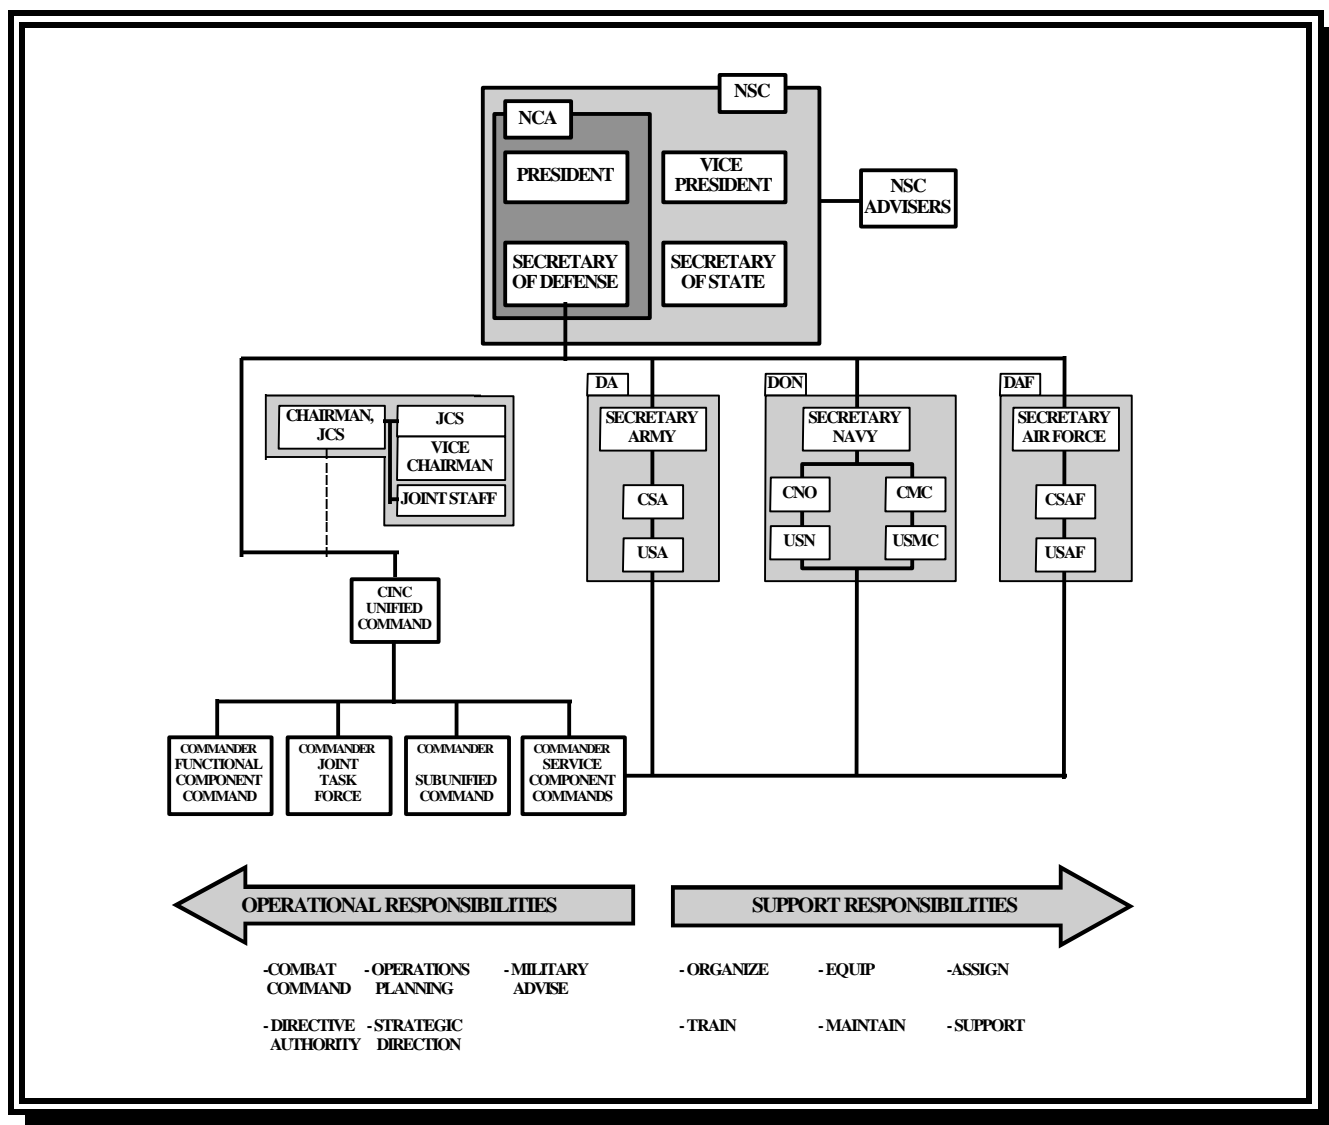 NSC
NCA
PRESIDENT
VICE
PRESIDENT
NSC
ADVISERS
SECRETARY
OF DEFENSE
SECRETARY
OF STATE
DA
DON
DAF
CHAIRMAN,
JCS
JCS
VICE
CHAIRMAN
JOINT STAFF
SECRETARY
ARMY
SECRETARY
NAVY
SECRETARY
AIR FORCE
CSA
CNO
CMC
CSAF
USA
USN
USMC
USAF
CINC
UNIFIED
COMMAND
COMMANDER
FUNCTIONAL
COMPONENT
COMMAND
COMMANDER
JOINT
TASK
FORCE
COMMANDER
SUBUNIFIED
COMMAND
COMMANDER
SERVICE
COMPONENT
COMMANDS
OPERATIONAL RESPONSIBILITIES
SUPPORT RESPONSIBILITIES
-COMBAT
COMMAND
- OPERATIONS
PLANNING
- MILITARY
ADVISE
- ORGANIZE
- EQUIP
-ASSIGN
- DIRECTIVE
AUTHORITY
- STRATEGIC
DIRECTION
- TRAIN
- MAINTAIN
- SUPPORT